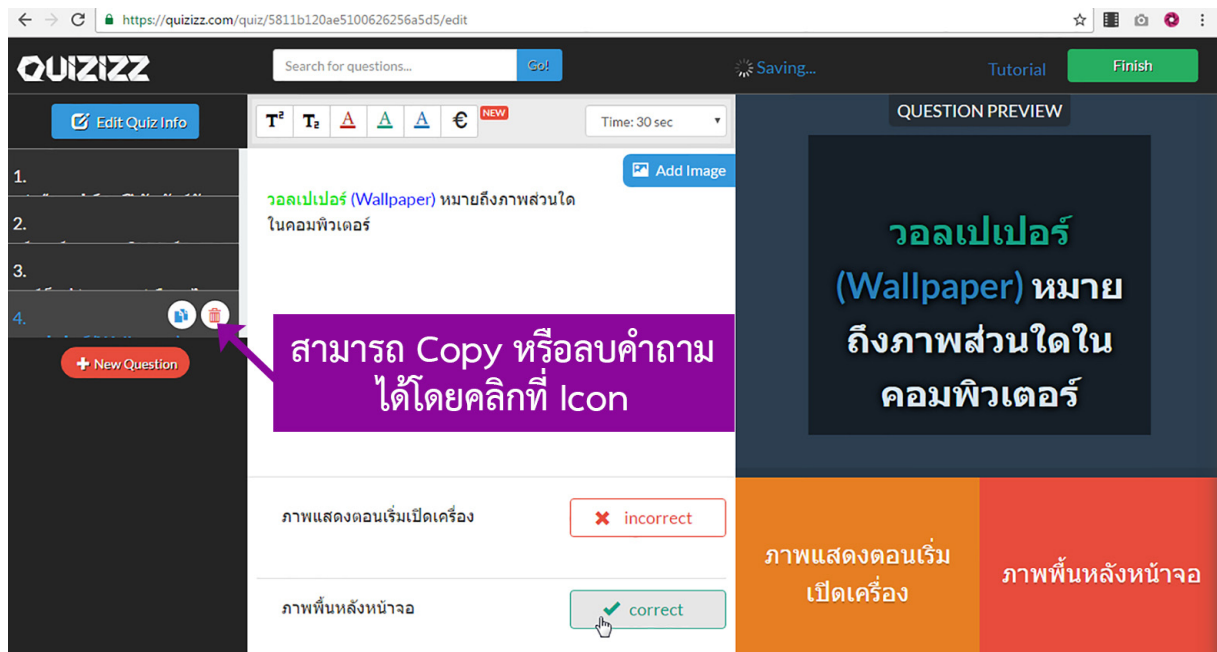 https://quizizz.com/quiz/5811b120ae5100626256a5d5/edit
QUIZIZZ
Search for questions...
Go!
Saving...
Tutorial
Finish
Edit Quiz Info
T² T₂ A A A € NEW
Time: 30 sec
QUESTION PREVIEW
1.
2.
3.
4.
New Question
Add Image
วอลเปเปอร์ (Wallpaper) หมายถึงภาพส่วนใด
ในคอมพิวเตอร์
สามารถ Copy หรือลบคำถาม
ได้โดยคลิกที่ Icon
ภาพแสดงตอนเริ่มเปิดเครื่อง
incorrect
ภาพพื้นหลังหน้าจอ
correct
วอลเปเปอร์
(Wallpaper) หมาย
ถึงภาพส่วนใดใน
คอมพิวเตอร์
ภาพแสดงตอนเริ่ม
เปิดเครื่อง
ภาพพื้นหลังหน้าจอ